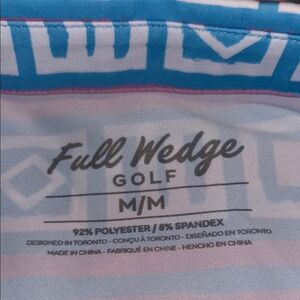 Full Wedge
GOLF
M/M
92% POLYESTER / 8% SPANDEX
DESIGNED IN TORONTO - CONÇU À TORONTO - DISEÑADO EN TORONTO
MADE IN CHINA - FABRIQUÉ EN CHINE - HENCHO EN CHINA